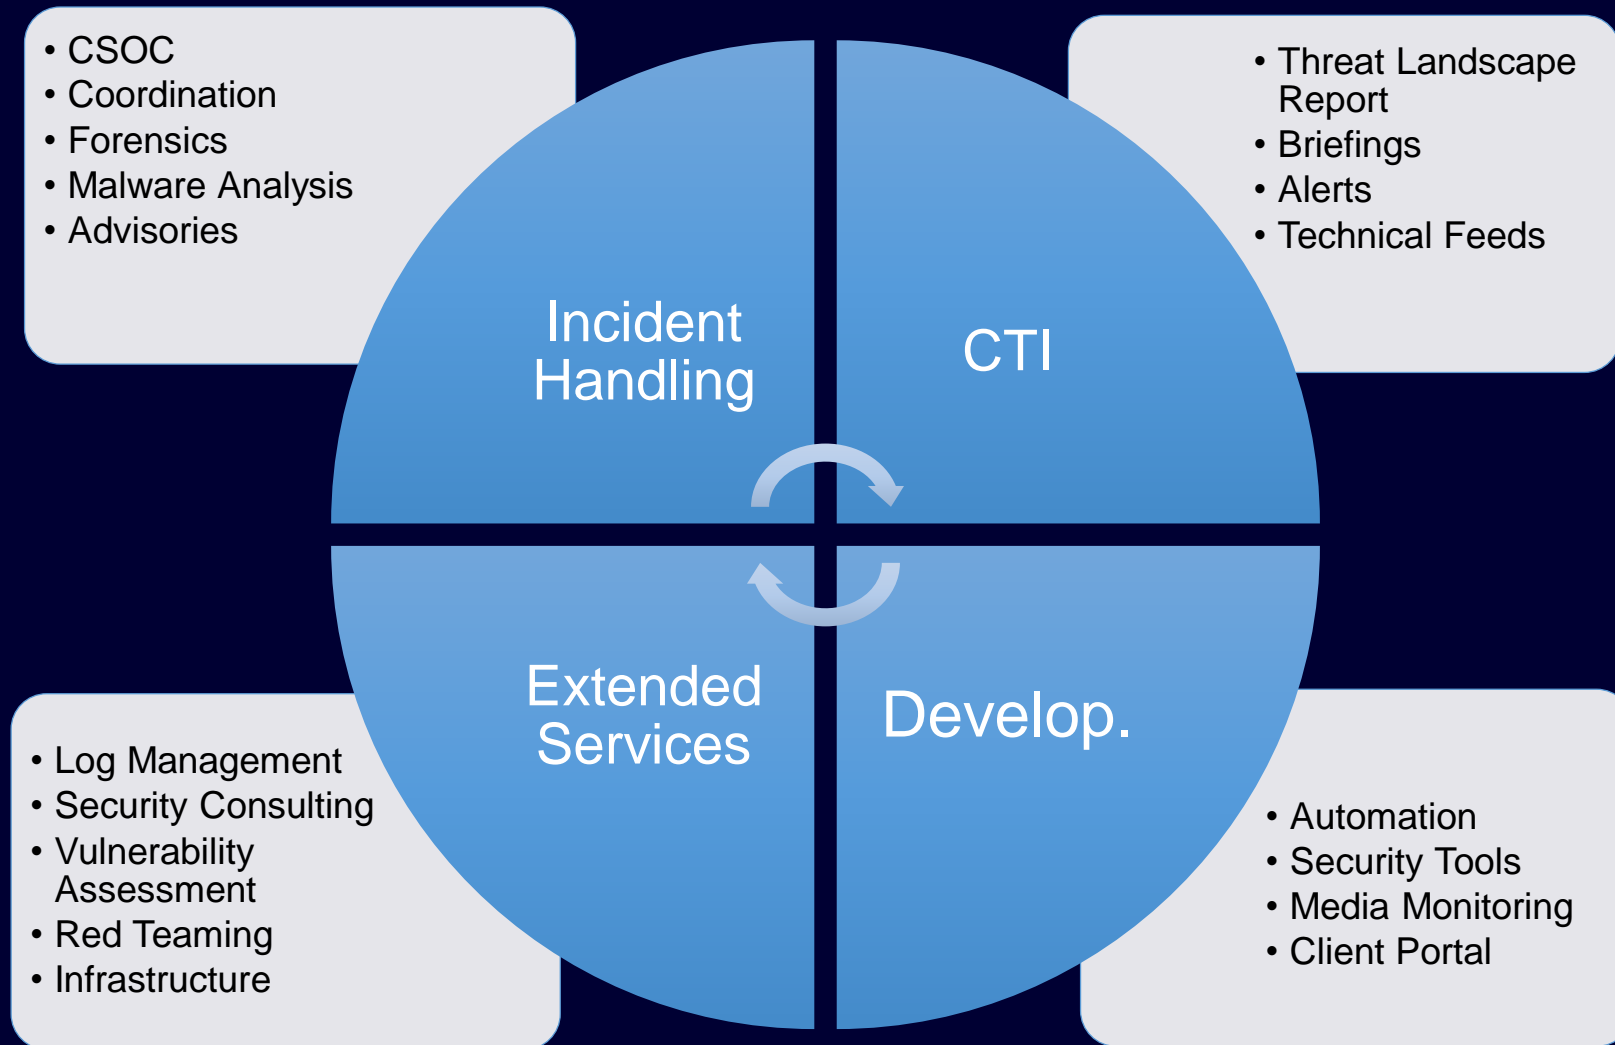 • CSOC
• Coordination
• Forensics
• Malware Analysis
• Advisories
• Threat Landscape
Report
• Briefings
• Alerts
• Technical Feeds
Incident
Handling
CTI
Extended
Services
Develop.
• Log Management
• Security Consulting
• Vulnerability
Assessment
• Red Teaming
• Infrastructure
• Automation
• Security Tools
• Media Monitoring
• Client Portal